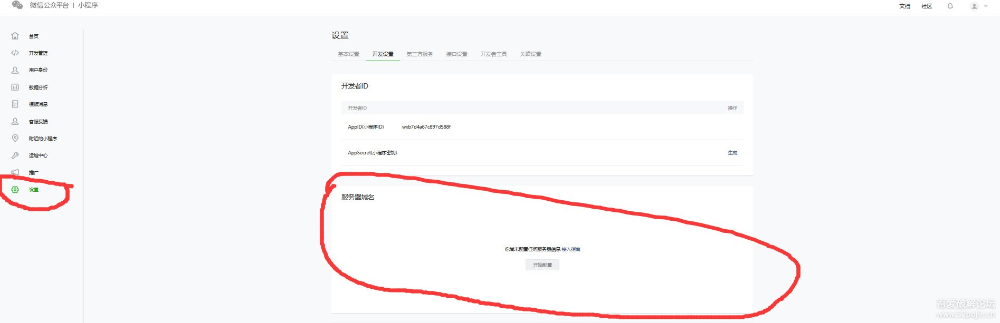 微信公众平台 | 小程序
文档 社区
首页
开发管理
用户身份
数据分析
模板消息
客服反馈
附近的小程序
运维中心
推广
设置
设置
基本设置 开发设置 第三方服务 接口设置 开发者工具 关联设置
开发者ID
开发者ID 操作
AppID(小程序ID) wxb7d4a67c897d588f
AppSecret(小程序密钥) 生成
服务器域名
你尚未配置任何服务器信息 接入指南
开始配置
吾爱破解论坛
www.52pojie.cn